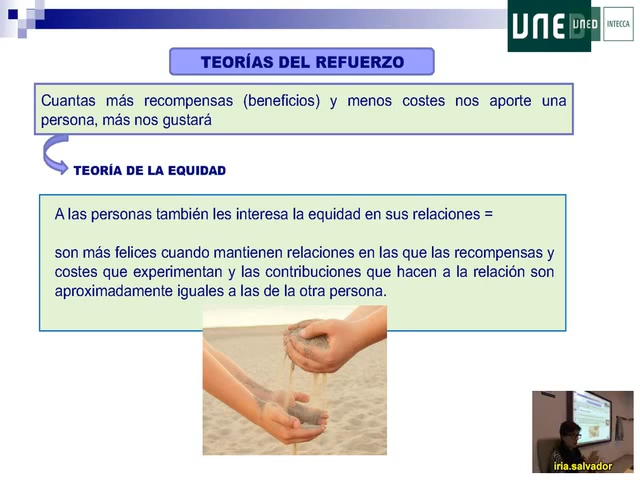 UNED
UNED
INTECCA
TEORÍAS DEL REFUERZO
Cuantas más recompensas (beneficios) y menos costes nos aporte una
persona, más nos gustará
TEORÍA DE LA EQUIDAD
A las personas también les interesa la equidad en sus relaciones =
son más felices cuando mantienen relaciones en las que las recompensas y
costes que experimentan y las contribuciones que hacen a la relación son
aproximadamente iguales a las de la otra persona.
iria.salvador